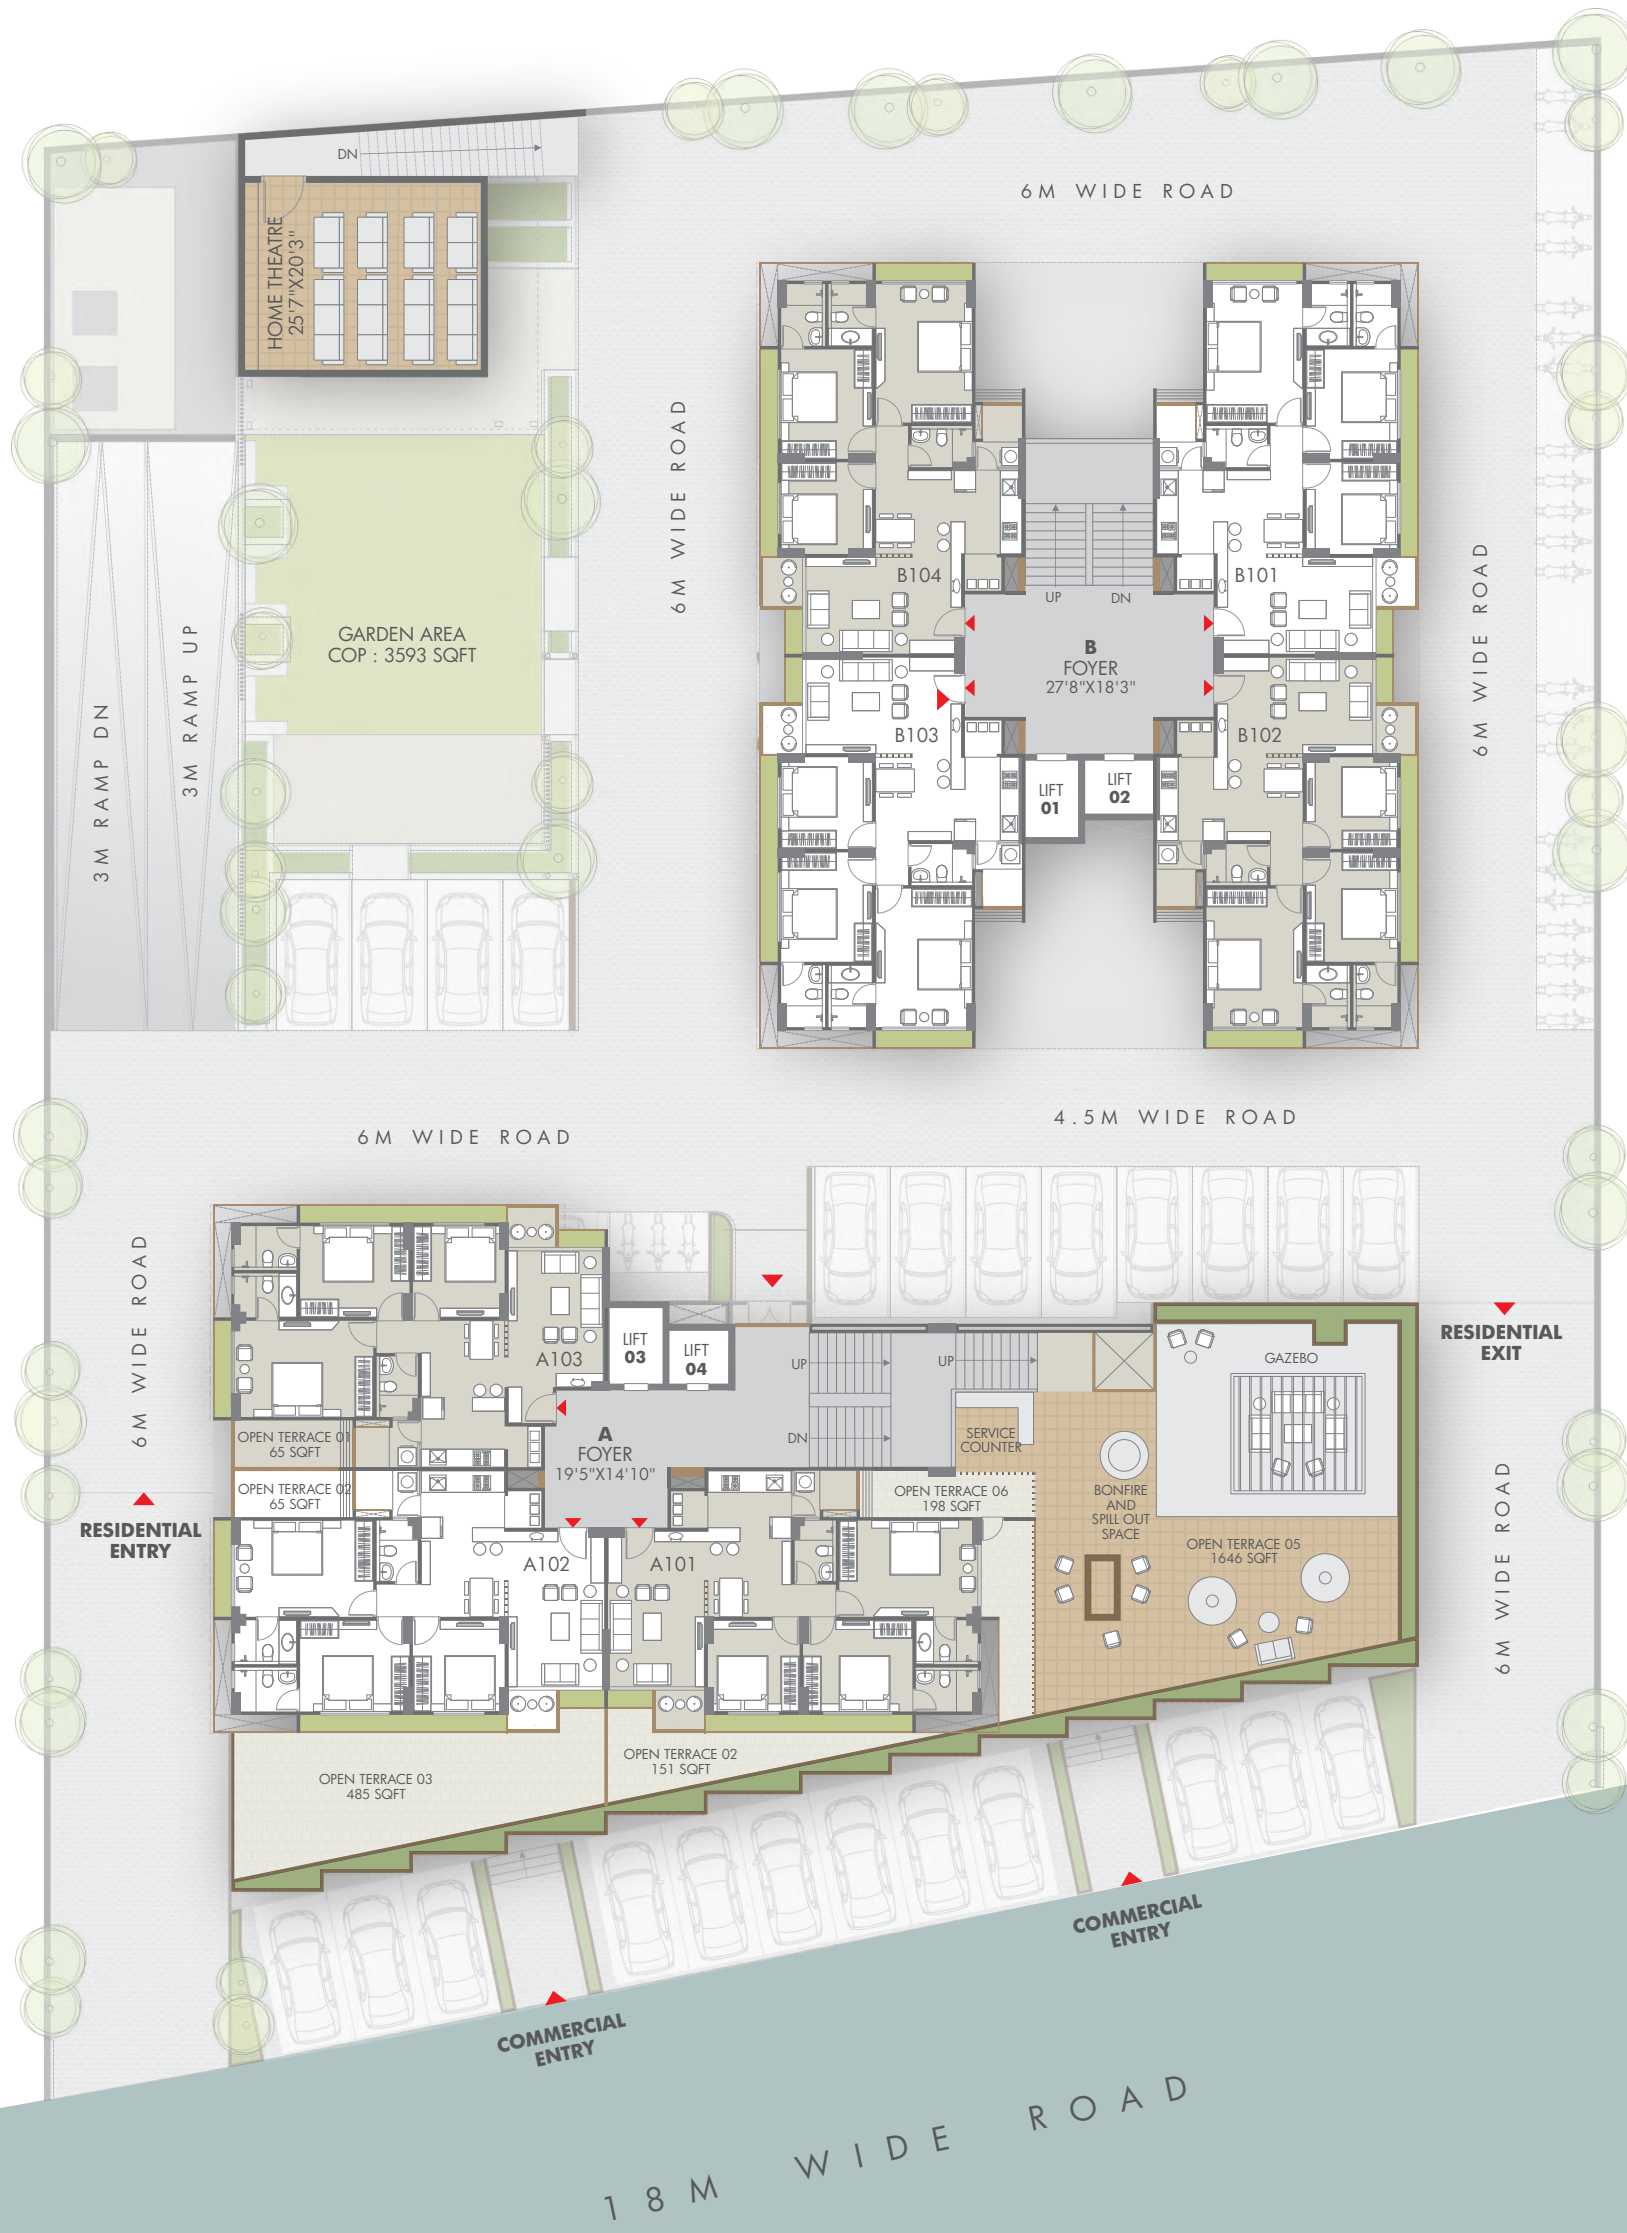 DN
HOME THEATRE
25'7"X20'3"
6M WIDE ROAD
6M WIDE ROAD
6M WIDE ROAD
3M RAMP DN
3M RAMP UP
GARDEN AREA
COP : 3593 SQFT
B104
B101
UP
DN
B
FOYER
27'8"X18'3"
B103
B102
LIFT
01
LIFT
02
6M WIDE ROAD
4.5M WIDE ROAD
6M WIDE ROAD
A103
LIFT
03
LIFT
04
UP
UP
DN
GAZEBO
RESIDENTIAL
EXIT
OPEN TERRACE 01
65 SQFT
A
FOYER
19'5"X14'10"
SERVICE
COUNTER
OPEN TERRACE 02
65 SQFT
OPEN TERRACE 06
198 SQFT
BONFIRE
AND
SPILL OUT
SPACE
RESIDENTIAL
ENTRY
A102
A101
OPEN TERRACE 05
1646 SQFT
6M WIDE ROAD
OPEN TERRACE 03
485 SQFT
OPEN TERRACE 02
151 SQFT
COMMERCIAL
ENTRY
COMMERCIAL
ENTRY
18M WIDE ROAD